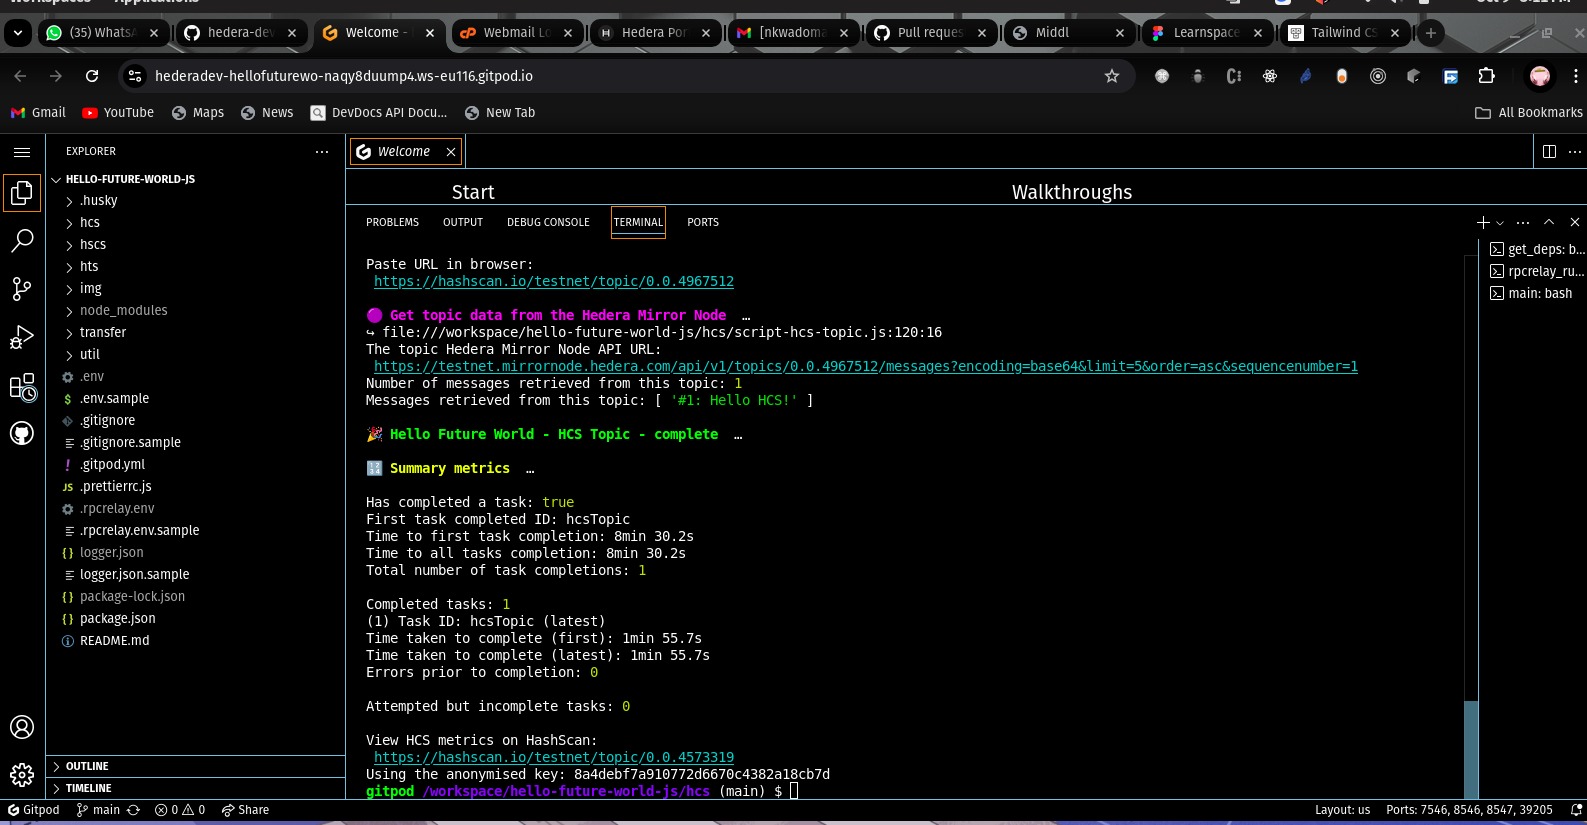 (35) WhatsA
hedera-dev
Welcome -
Webmail Lo
Hedera Por
[nkwadoma
Pull reques
Middl
Learnspace
Tailwind CS
hederadev-hellofuturewo-naqy8duump4.ws-eu116.gitpod.io
Gmail
YouTube
Maps
News
DevDocs API Docu...
New Tab
All Bookmarks
EXPLORER
HELLO-FUTURE-WORLD-JS
.husky
hcs
hscs
hts
img
node_modules
transfer
util
.env
.env.sample
.gitignore
.gitignore.sample
.gitpod.yml
.prettierrc.js
.rpcrelay.env
.rpcrelay.env.sample
logger.json
logger.json.sample
package-lock.json
package.json
README.md
OUTLINE
TIMELINE
Welcome
Start
Walkthroughs
PROBLEMS
OUTPUT
DEBUG CONSOLE
TERMINAL
PORTS
Paste URL in browser:
https://hashscan.io/testnet/topic/0.0.4967512
🟣 Get topic data from the Hedera Mirror Node …
↪ file:///workspace/hello-future-world-js/hcs/script-hcs-topic.js:120:16
The topic Hedera Mirror Node API URL:
https://testnet.mirrornode.hedera.com/api/v1/topics/0.0.4967512/messages?encoding=base64&limit=5&order=asc&sequencenumber=1
Number of messages retrieved from this topic: 1
Messages retrieved from this topic: [ '#1: Hello HCS!' ]
🎉 Hello Future World - HCS Topic - complete …
🔢 Summary metrics …
Has completed a task: true
First task completed ID: hcsTopic
Time to first task completion: 8min 30.2s
Time to all tasks completion: 8min 30.2s
Total number of task completions: 1
Completed tasks: 1
(1) Task ID: hcsTopic (latest)
Time taken to complete (first): 1min 55.7s
Time taken to complete (latest): 1min 55.7s
Errors prior to completion: 0
Attempted but incomplete tasks: 0
View HCS metrics on HashScan:
https://hashscan.io/testnet/topic/0.0.4573319
Using the anonymised key: 8a4debf7a910772d6670c4382a18cb7d
gitpod /workspace/hello-future-world-js/hcs (main) $
get_deps: b...
rpcrelay_ru...
main: bash
Gitpod
main
0
0
Share
Layout: us
Ports: 7546, 8546, 8547, 39205